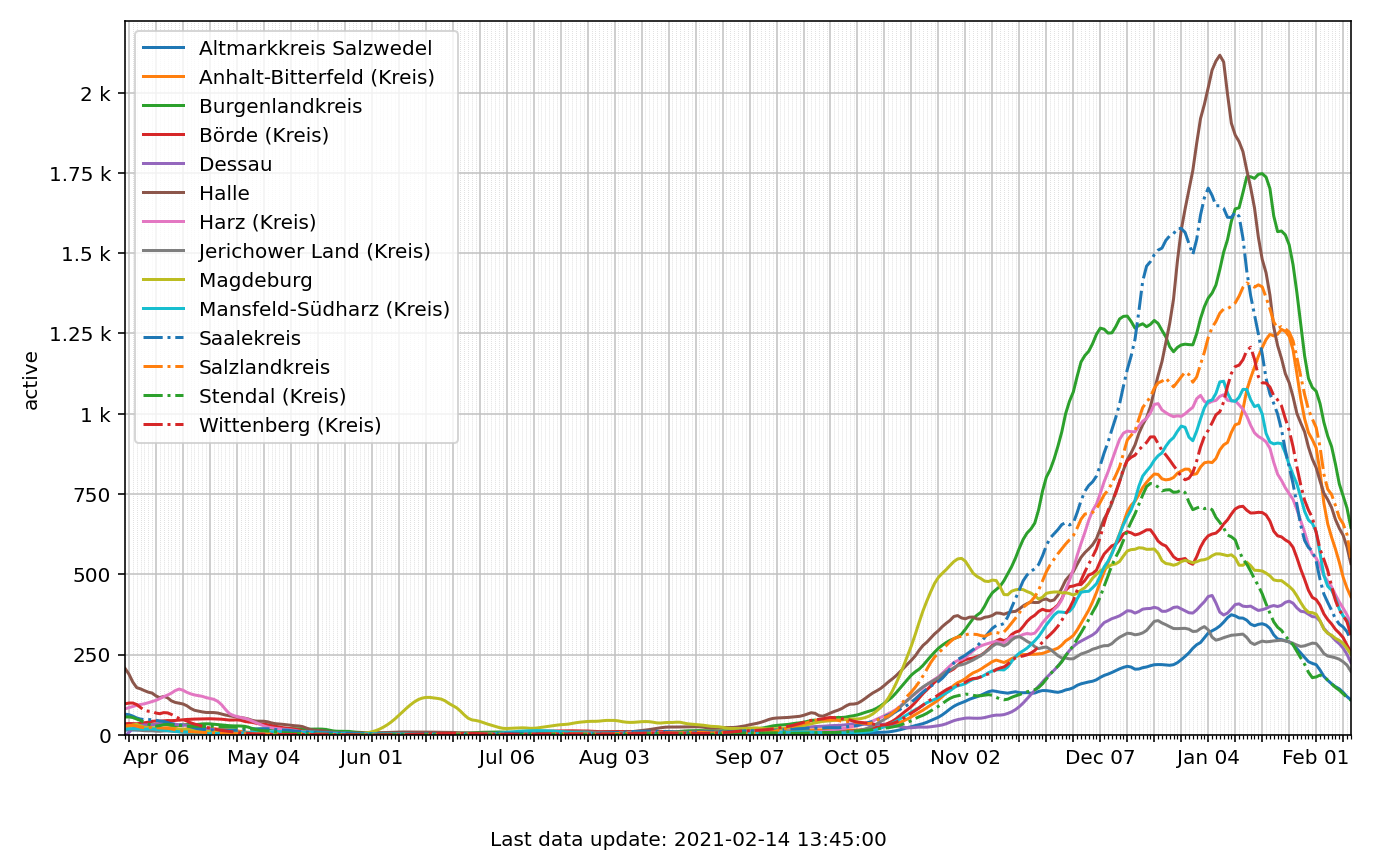 active
2 k
1.75 k
1.5 k
1.25 k
1 k
750
500
250
0
Altmarkkreis Salzwedel
Anhalt-Bitterfeld (Kreis)
Burgenlandkreis
Börde (Kreis)
Dessau
Halle
Harz (Kreis)
Jerichower Land (Kreis)
Magdeburg
Mansfeld-Südharz (Kreis)
Saalekreis
Salzlandkreis
Stendal (Kreis)
Wittenberg (Kreis)
Apr 06 May 04 Jun 01 Jul 06 Aug 03 Sep 07 Oct 05 Nov 02 Dec 07 Jan 04 Feb 01
Last data update: 2021-02-14 13:45:00